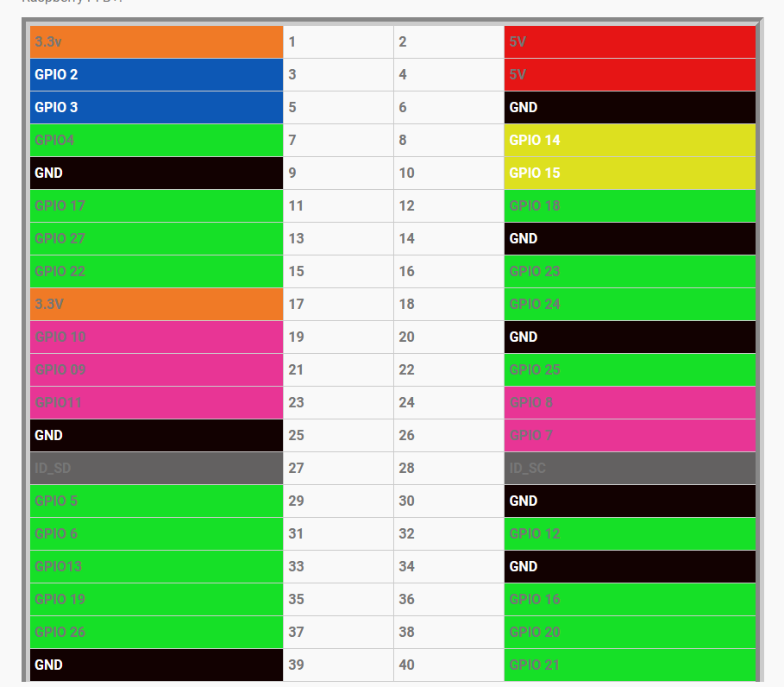 3.3v 1 2 5V
GPIO 2 3 4 5V
GPIO 3 5 6 GND
GPIO4 7 8 GPIO 14
GND 9 10 GPIO 15
GPIO 17 11 12 GPIO 18
GPIO 27 13 14 GND
GPIO 22 15 16 GPIO 23
3.3V 17 18 GPIO 24
GPIO 10 19 20 GND
GPIO 09 21 22 GPIO 25
GPIO11 23 24 GPIO 8
GND 25 26 GPIO 7
ID_SD 27 28 ID_SC
GPIO 5 29 30 GND
GPIO 6 31 32 GPIO 12
GPIO13 33 34 GND
GPIO 19 35 36 GPIO 16
GPIO 26 37 38 GPIO 20
GND 39 40 GPIO 21